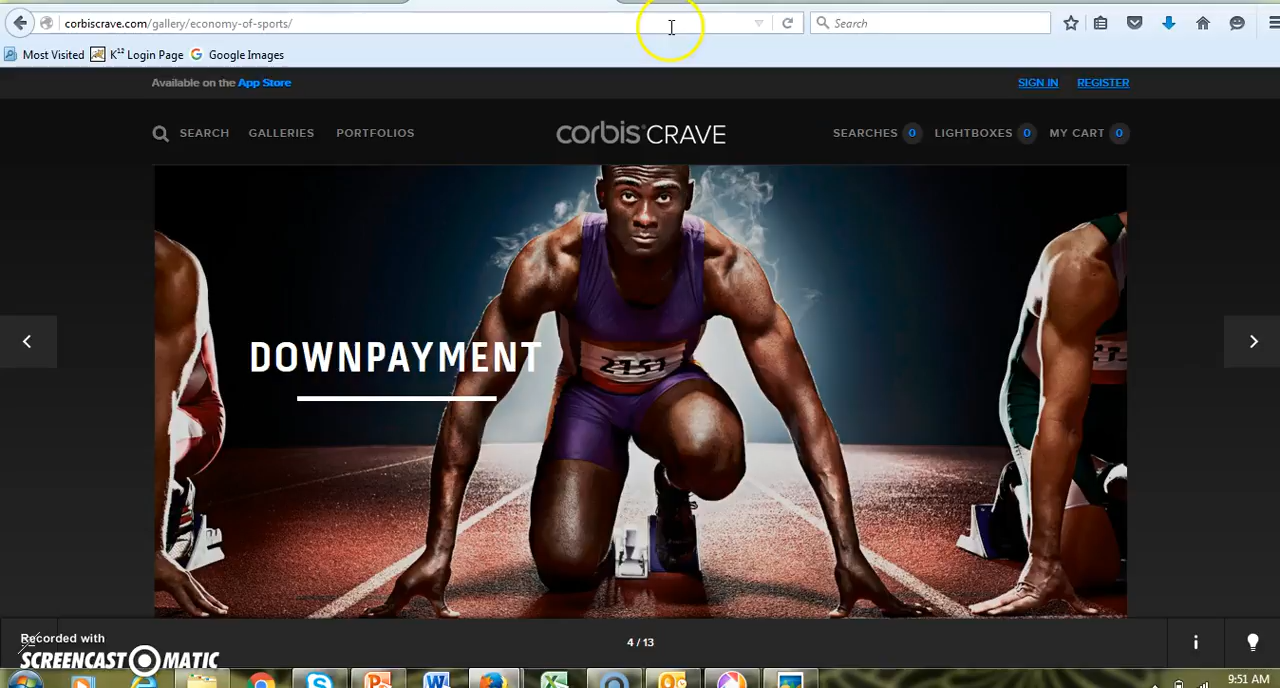 corbiscrave.com/gallery/economy-of-sports/
Search
Most Visited
K¹² Login Page
Google Images
Available on the App Store
SIGN IN
REGISTER
SEARCH
GALLERIES
PORTFOLIOS
corbis CRAVE
SEARCHES 0
LIGHTBOXES 0
MY CART 0
DOWNPAYMENT
2151
4 / 13
Recorded with
SCREENCAST-O-MATIC
9:51 AM